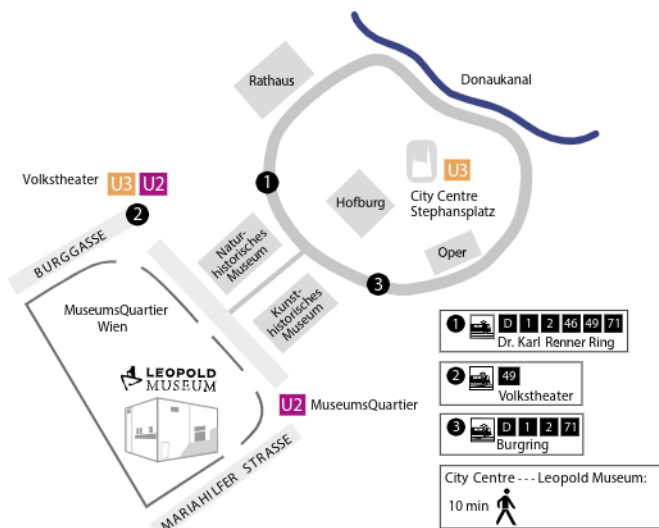 Rathaus
Donaukanal
1
U3
City Centre
Stephansplatz
Hofburg
Oper
Volkstheater U3 U2
2
BURGGASSE
Natur-
historisches
Museum
Kunst-
historisches
Museum
3
MuseumsQuartier
Wien
LEOPOLD
MUSEUM
U2 MuseumsQuartier
MARIAHILFER STRASSE
1 D 1 2 46 49 71
Dr. Karl Renner Ring
2 49
Volkstheater
3 D 1 2 71
Burgring
City Centre --- Leopold Museum:
10 min